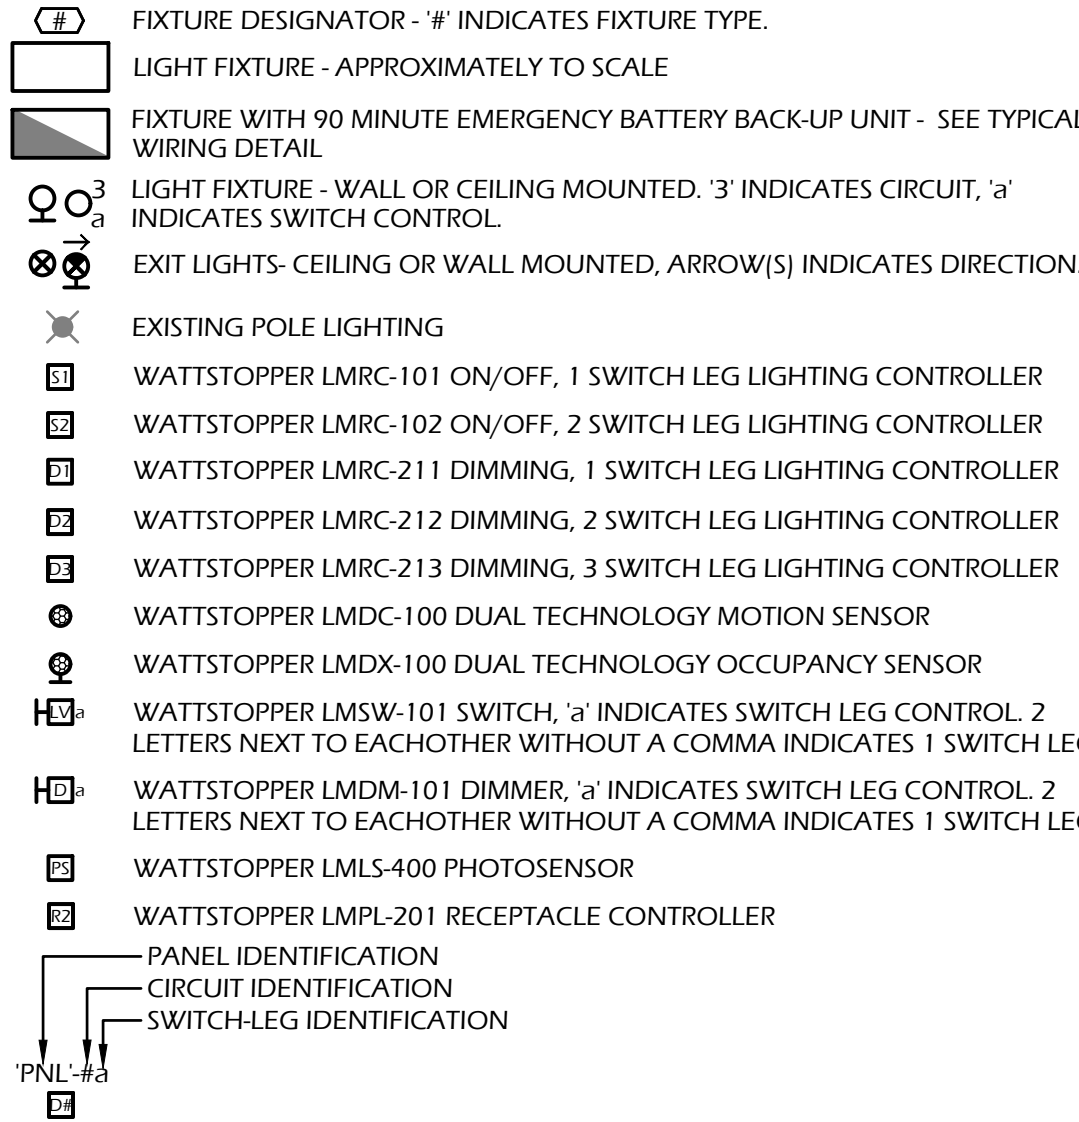 # FIXTURE DESIGNATOR - '#' INDICATES FIXTURE TYPE.
LIGHT FIXTURE - APPROXIMATELY TO SCALE
FIXTURE WITH 90 MINUTE EMERGENCY BATTERY BACK-UP UNIT - SEE TYPICAL
WIRING DETAIL
3 LIGHT FIXTURE - WALL OR CEILING MOUNTED. '3' INDICATES CIRCUIT, 'a'
a INDICATES SWITCH CONTROL.
EXIT LIGHTS- CEILING OR WALL MOUNTED, ARROW(S) INDICATES DIRECTION.
EXISTING POLE LIGHTING
S1 WATTSTOPPER LMRC-101 ON/OFF, 1 SWITCH LEG LIGHTING CONTROLLER
S2 WATTSTOPPER LMRC-102 ON/OFF, 2 SWITCH LEG LIGHTING CONTROLLER
D1 WATTSTOPPER LMRC-211 DIMMING, 1 SWITCH LEG LIGHTING CONTROLLER
D2 WATTSTOPPER LMRC-212 DIMMING, 2 SWITCH LEG LIGHTING CONTROLLER
D3 WATTSTOPPER LMRC-213 DIMMING, 3 SWITCH LEG LIGHTING CONTROLLER
WATTSTOPPER LMDC-100 DUAL TECHNOLOGY MOTION SENSOR
WATTSTOPPER LMDX-100 DUAL TECHNOLOGY OCCUPANCY SENSOR
LV a WATTSTOPPER LMSW-101 SWITCH, 'a' INDICATES SWITCH LEG CONTROL. 2
LETTERS NEXT TO EACHOTHER WITHOUT A COMMA INDICATES 1 SWITCH LEG
D a WATTSTOPPER LMDM-101 DIMMER, 'a' INDICATES SWITCH LEG CONTROL. 2
LETTERS NEXT TO EACHOTHER WITHOUT A COMMA INDICATES 1 SWITCH LEG
PS WATTSTOPPER LMLS-400 PHOTOSENSOR
R2 WATTSTOPPER LMPL-201 RECEPTACLE CONTROLLER
PANEL IDENTIFICATION
CIRCUIT IDENTIFICATION
SWITCH-LEG IDENTIFICATION
'PNL'-#a
D#